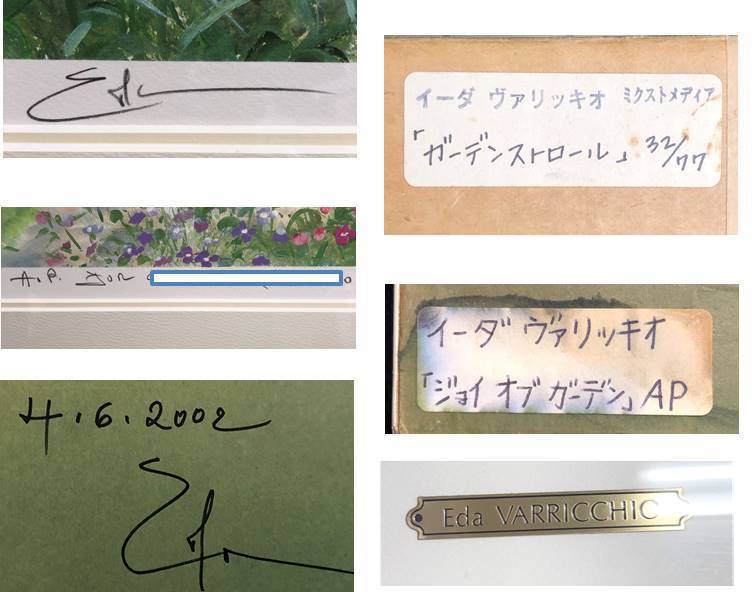 Eda
イーダ ヴァリッキオ ミクストメディア
「ガーデンストロール」 32/77
A.P.
イーダ ヴァリッキオ
「ジョイ オブ ガーデン」 AP
4.6.2002
Eda
Eda VARRICCHIO